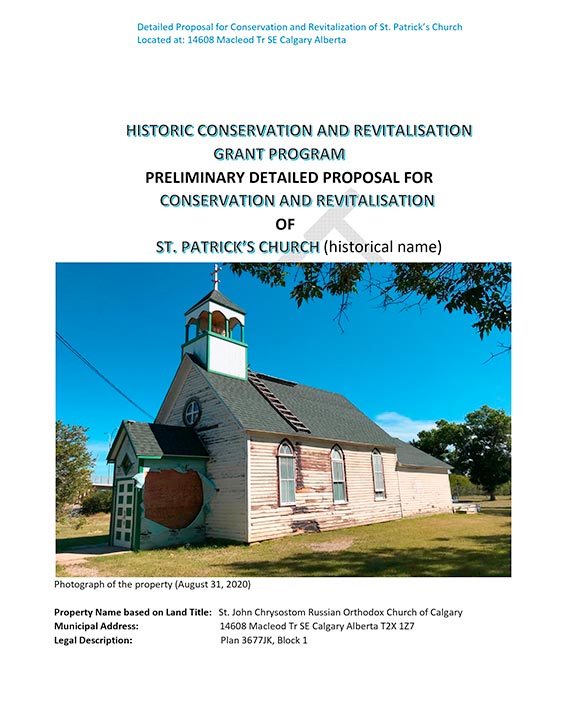 Detailed Proposal for Conservation and Revitalization of St. Patrick's Church
Located at: 14608 Macleod Tr SE Calgary Alberta
HISTORIC CONSERVATION AND REVITALISATION
GRANT PROGRAM
PRELIMINARY DETAILED PROPOSAL FOR
CONSERVATION AND REVITALISATION
OF
ST. PATRICK'S CHURCH (historical name)
Photograph of the property (August 31, 2020)
Property Name based on Land Title: St. John Chrysostom Russian Orthodox Church of Calgary
Municipal Address: 14608 Macleod Tr SE Calgary Alberta T2X 1Z7
Legal Description: Plan 3677JK, Block 1